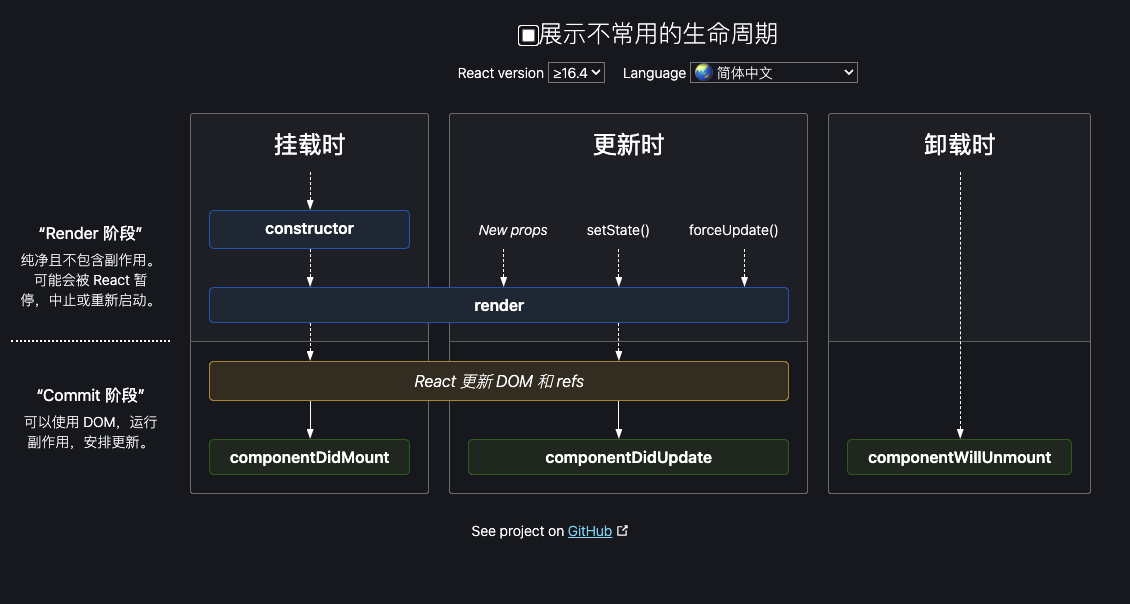 展示不常用的生命周期
React version ≥16.4 Language 简体中文
挂载时
更新时
卸载时
“Render 阶段”
纯净且不包含副作用。
可能会被 React 暂
停，中止或重新启动。
constructor
New props
setState()
forceUpdate()
render
“Commit 阶段”
可以使用 DOM，运行
副作用，安排更新。
React 更新 DOM 和 refs
componentDidMount
componentDidUpdate
componentWillUnmount
See project on GitHub